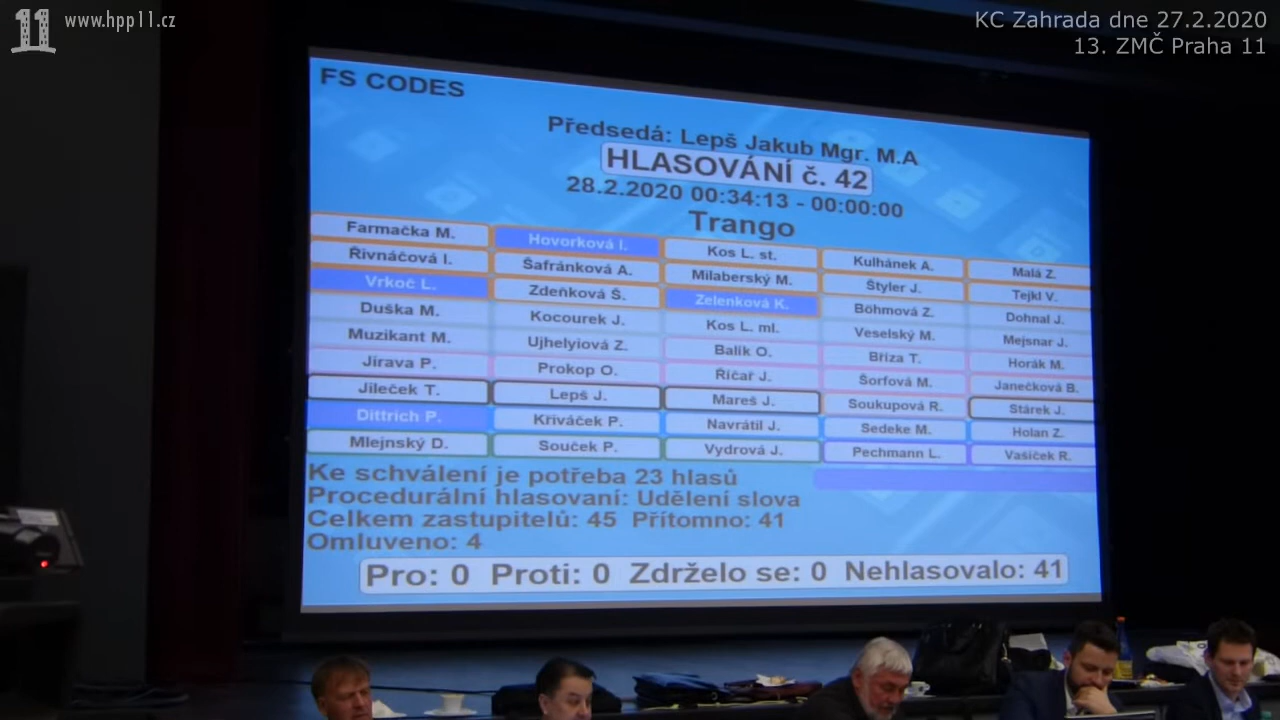 11 www.hpp11.cz
KC Zahrada dne 27.2.2020
13. ZMČ Praha 11
FS CODES
Předsedá: Lepš Jakub Mgr. M.A
HLASOVÁNÍ č. 42
28.2.2020 00:34:13 - 00:00:00
Trango
Farmačka M. Hovorková I. Kos L. st. Kulhánek A. Malá Z.
Řivnáčová I. Šafránková A. Milaberský M. Štyler J. Tejkl V.
Vrkoč L. Zdeňková Š. Zelenková K. Böhmová Z. Dohnal J.
Duška M. Kocourek J. Kos L. ml. Veselský M. Mejsnar J.
Muzikant M. Ujhelyiová Z. Balík O. Bříza T. Horák M.
Jírava P. Prokop O. Říčař J. Šorfová M. Janečková B.
Jileček T. Lepš J. Mareš J. Soukupová R. Stárek J.
Dittrich P. Křiváček P. Navrátil J. Sedeke M. Holan Z.
Mlejnský D. Souček P. Vydrová J. Pechmann L. Vašíček R.
Ke schválení je potřeba 23 hlasů
Procedurální hlasovaní: Udělení slova
Celkem zastupitelů: 45 Přítomno: 41
Omluveno: 4
Pro: 0 Proti: 0 Zdrželo se: 0 Nehlasovalo: 41